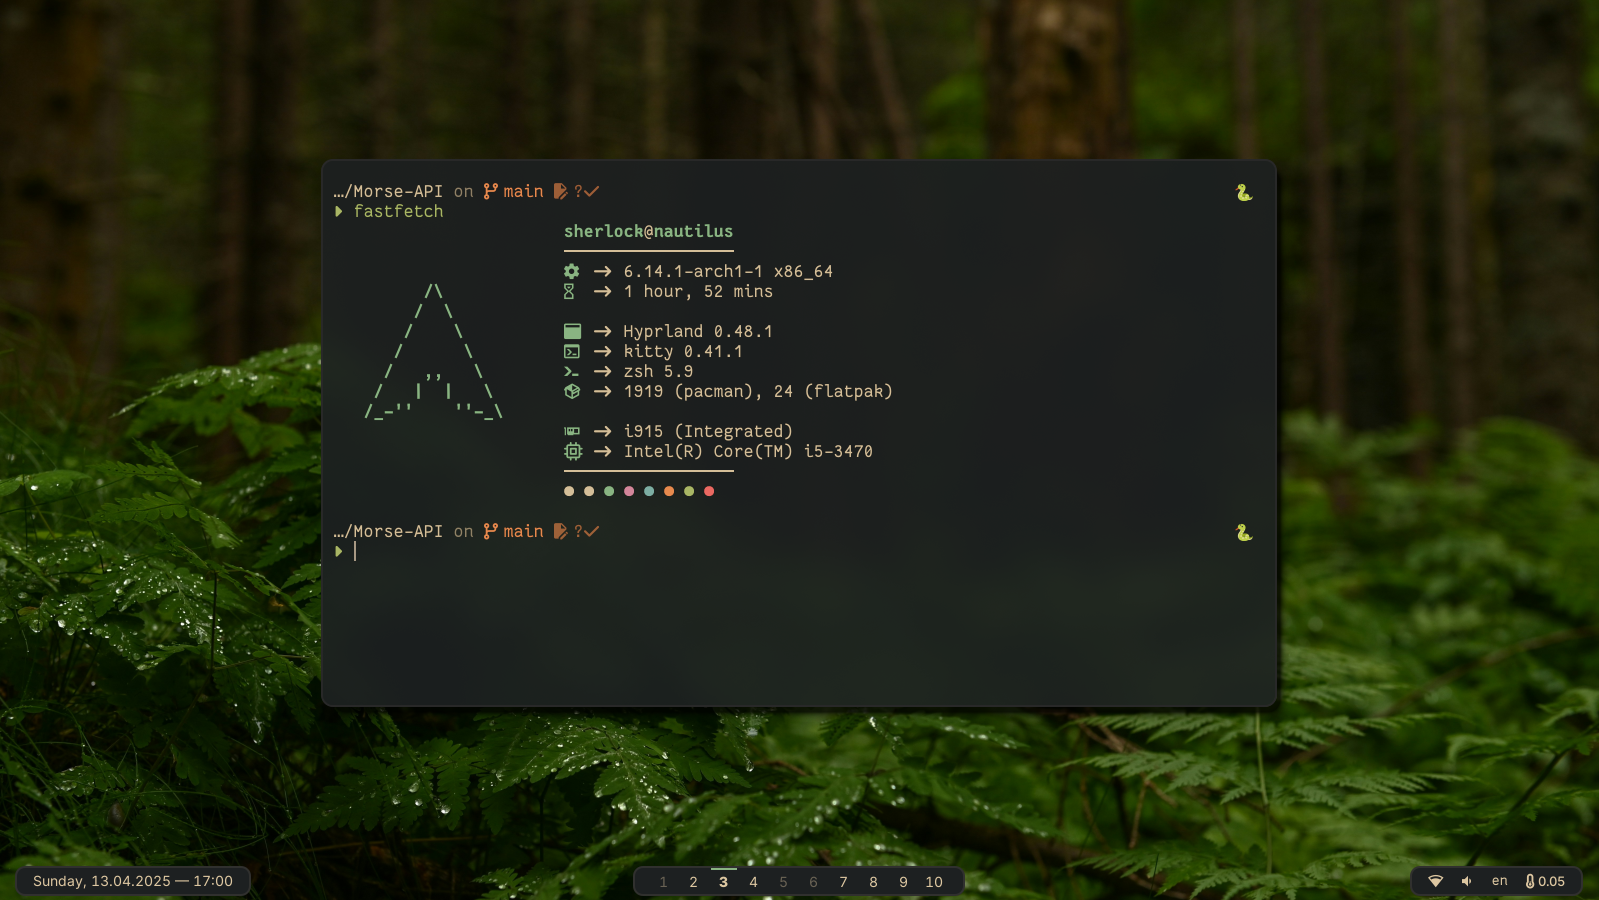 …/Morse-API on main ?✓
fastfetch
sherlock@nautilus
→ 6.14.1-arch1-1 x86_64
→ 1 hour, 52 mins
→ Hyprland 0.48.1
→ kitty 0.41.1
→ zsh 5.9
→ 1919 (pacman), 24 (flatpak)
→ i915 (Integrated)
→ Intel(R) Core(TM) i5-3470
…/Morse-API on main ?✓
Sunday, 13.04.2025 — 17:00
1 2 3 4 5 6 7 8 9 10
en 0.05